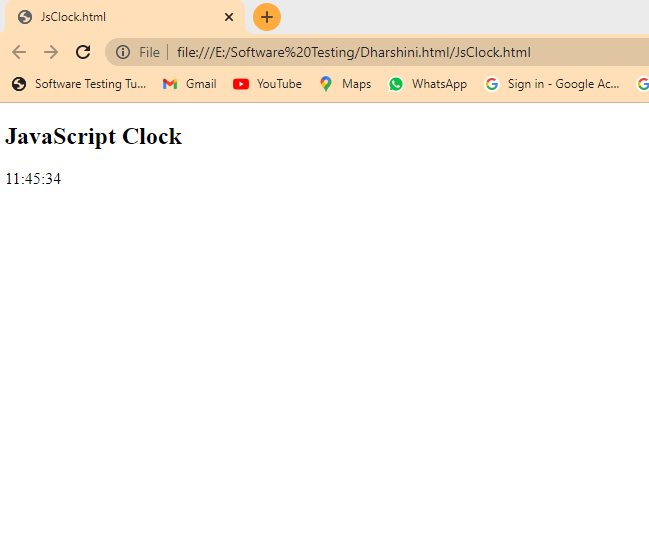 JsClock.html
File
file:///E:/Software%20Testing/Dharshini.html/JsClock.html
Software Testing Tu... Gmail YouTube Maps WhatsApp Sign in - Google Ac...
JavaScript Clock
11:45:34